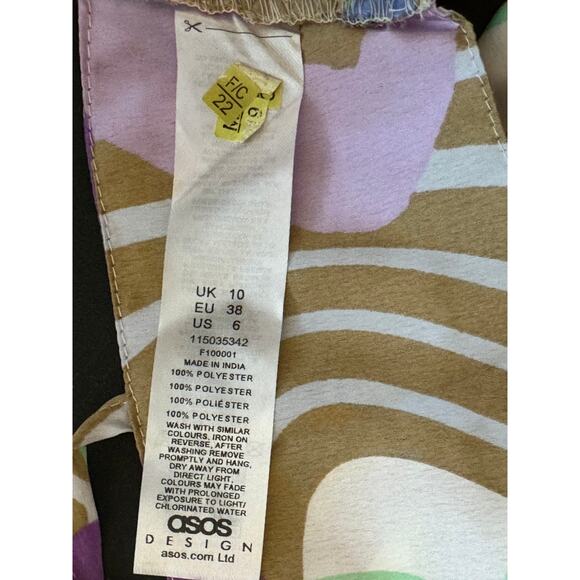 F/C
22
UK 10
EU 38
US 6
115035342
F100001
MADE IN INDIA
100% POLYESTER
100% POLYESTER
100% POLIÉSTER
100% POLYESTER
WASH WITH SIMILAR
COLOURS, IRON ON
REVERSE, AFTER
WASHING REMOVE
PROMPTLY AND HANG,
DRY AWAY FROM
DIRECT LIGHT,
COLOURS MAY FADE
WITH PROLONGED
EXPOSURE TO LIGHT/
CHLORINATED WATER
asos
DESIGN
asos.com Ltd